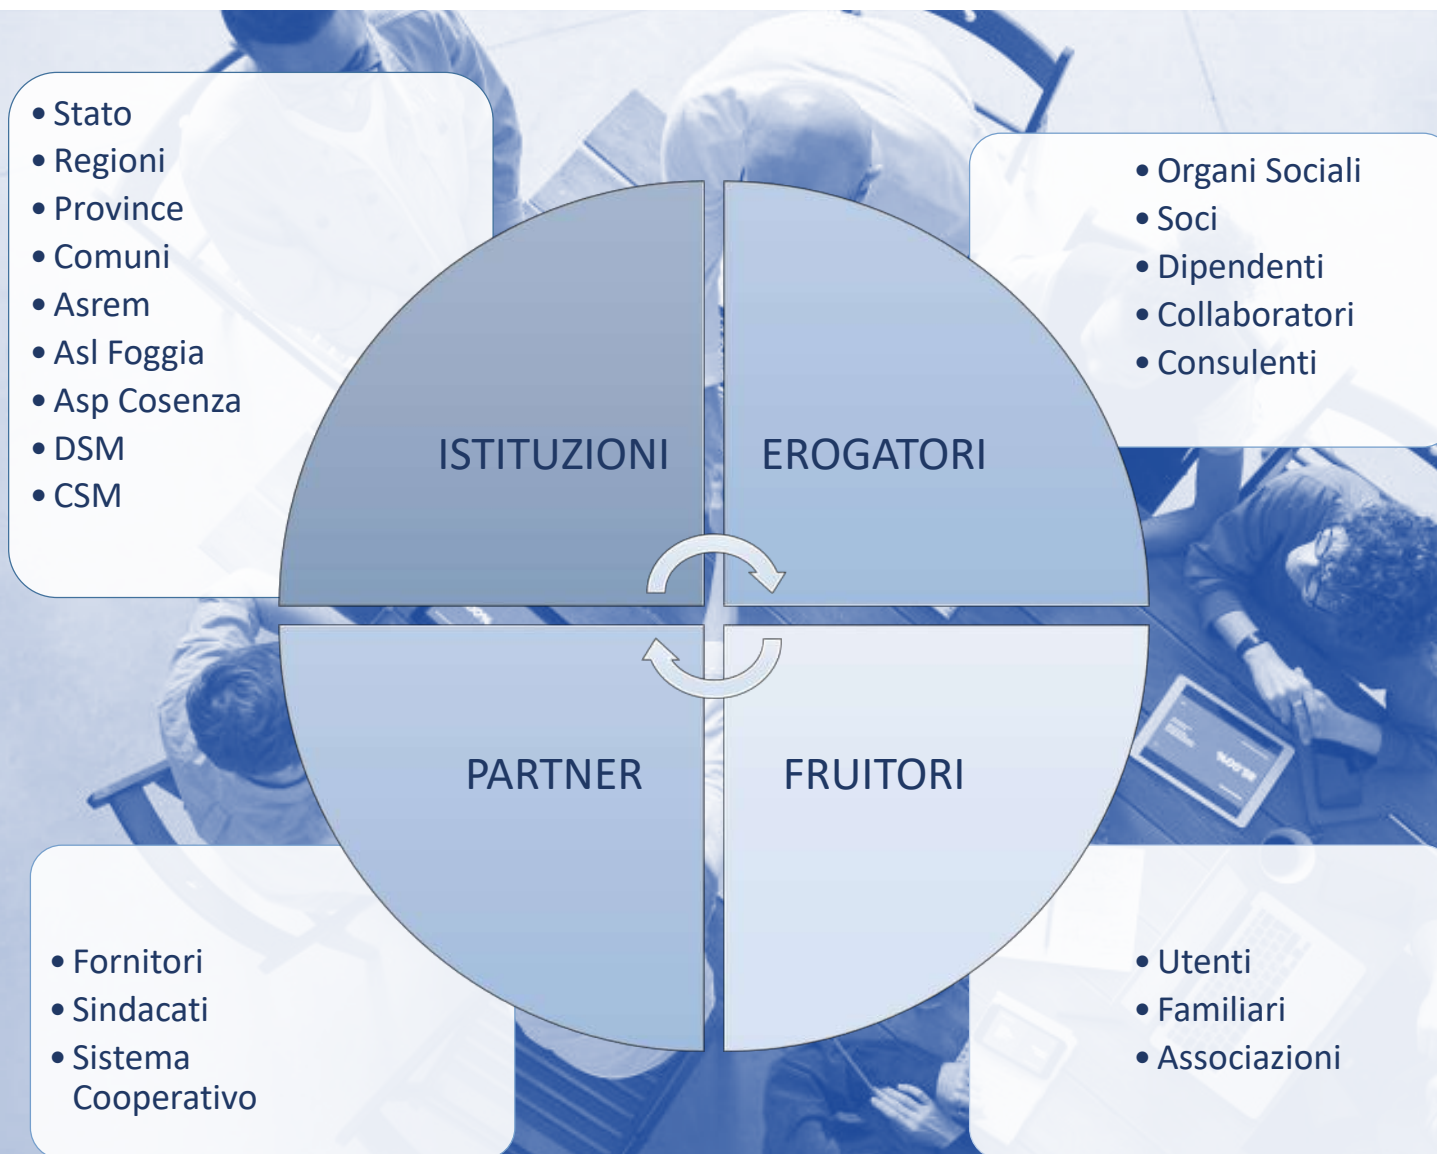 • Stato
• Regioni
• Province
• Comuni
• Asrem
• Asl Foggia
• Asp Cosenza
• DSM
• CSM
• Organi Sociali
• Soci
• Dipendenti
• Collaboratori
• Consulenti
ISTITUZIONI
EROGATORI
PARTNER
FRUITORI
• Fornitori
• Sindacati
• Sistema
Cooperativo
• Utenti
• Familiari
• Associazioni